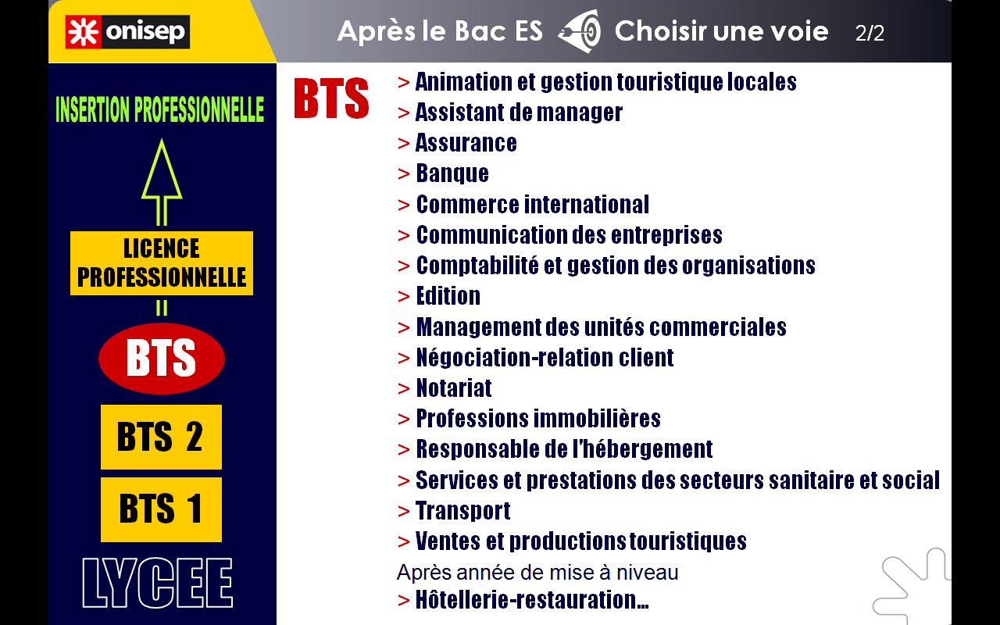 onisep
Après le Bac ES Choisir une voie 2/2
INSERTION PROFESSIONNELLE
LICENCE
PROFESSIONNELLE
BTS
BTS 2
BTS 1
LYCEE
BTS
> Animation et gestion touristique locales
> Assistant de manager
> Assurance
> Banque
> Commerce international
> Communication des entreprises
> Comptabilité et gestion des organisations
> Edition
> Management des unités commerciales
> Négociation-relation client
> Notariat
> Professions immobilières
> Responsable de l’hébergement
> Services et prestations des secteurs sanitaire et social
> Transport
> Ventes et productions touristiques
Après année de mise à niveau
> Hôtellerie-restauration...